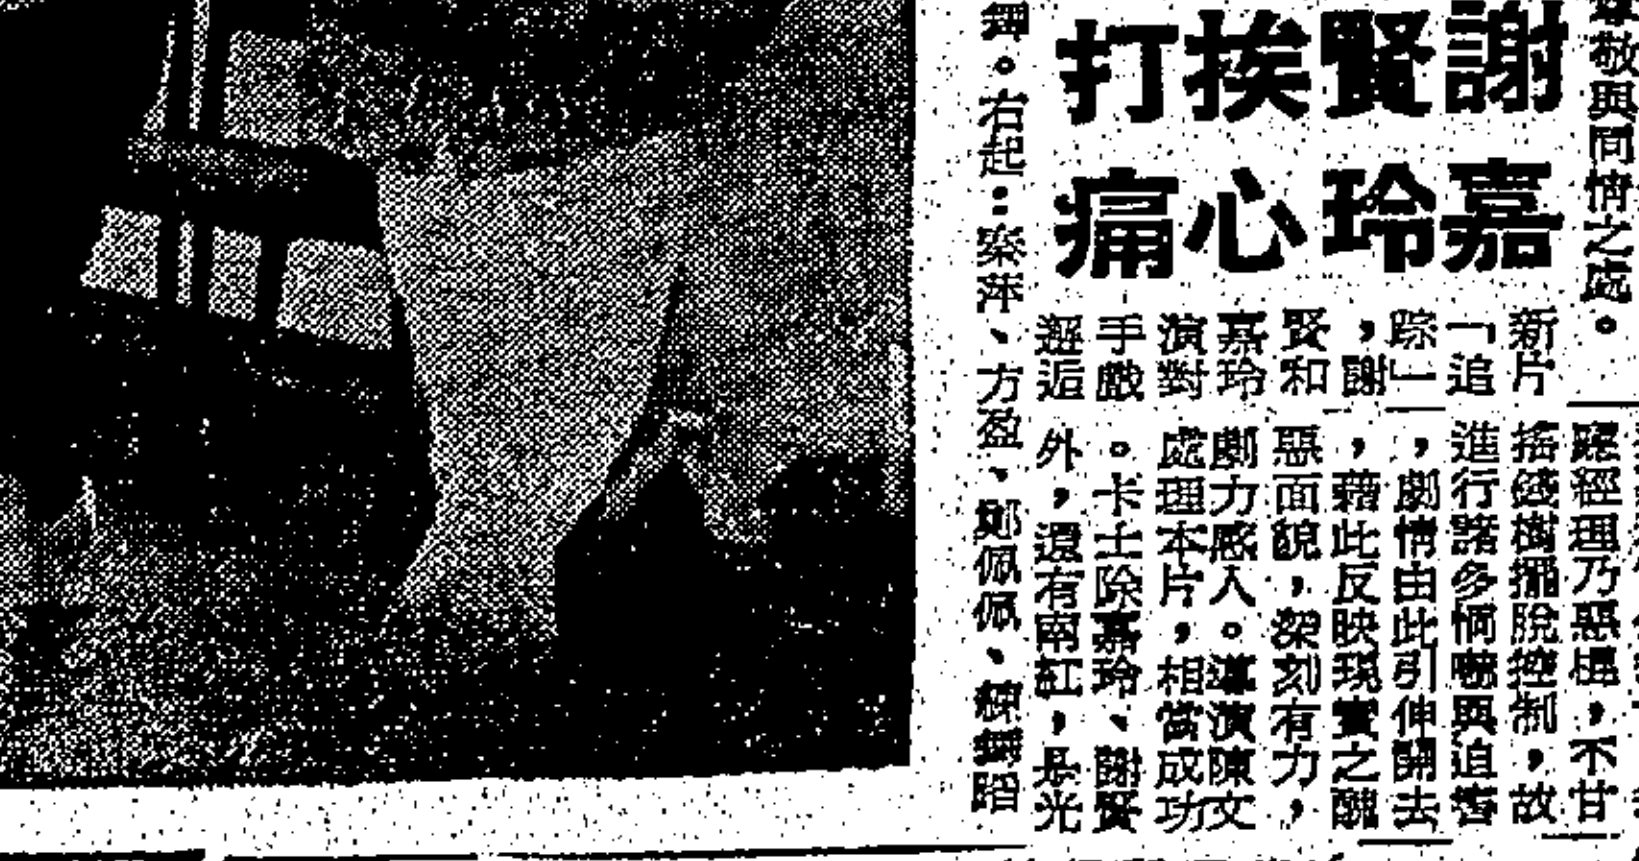 敬與同情之處。
謝賢挨打
嘉玲心痛
新片
「追
踪」
，謝
賢和
嘉玲
演對
手戲
邂逅
廳經理乃惡棍，不甘
搖錢樹擺脫控制，故
進行諸多恫嚇與迫害
，劇情由此引伸開去
，藉此反映現實之醜
惡面貌，深刻有力，
劇力感人。導演陳文
處理本片，相當成功
。卡士除嘉玲、謝賢
外，還有南紅，是光
。右起：秦萍、方盈、鄭佩佩、